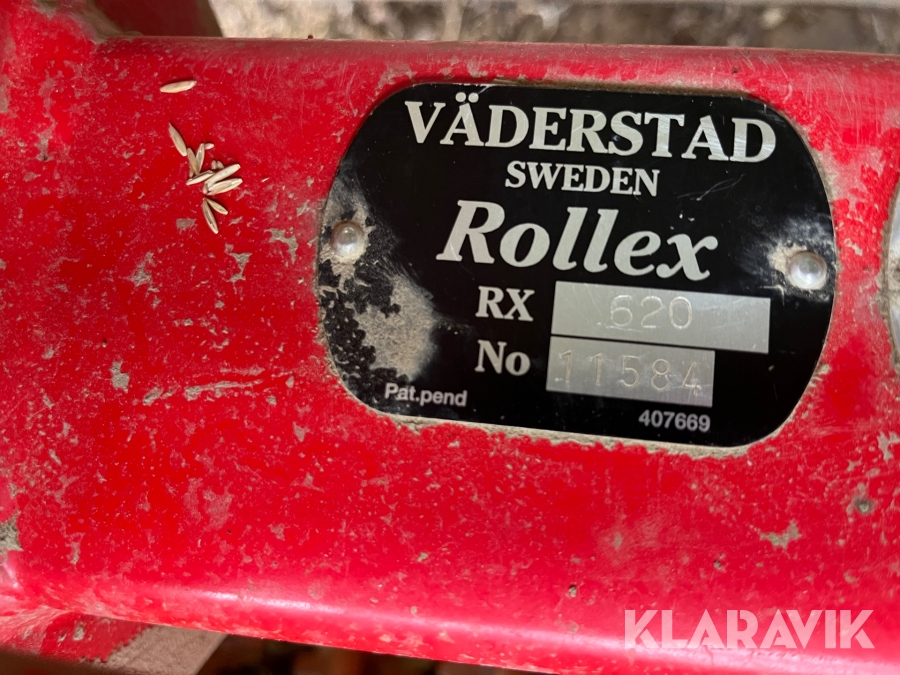 VÄDERSTAD
SWEDEN
Rollex
RX 620
No 11584
Pat.pend
407669
KLARAVIK